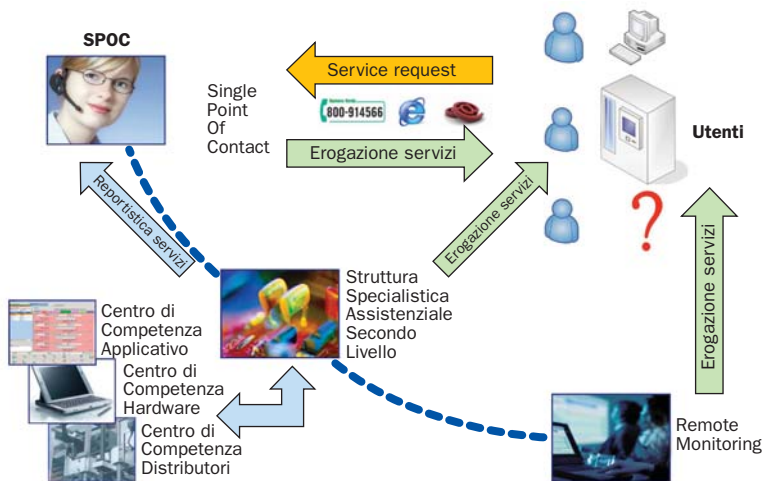 SPOC
Single
Point
Of
Contact
Service request
800-914566
Erogazione servizi
Utenti
Reportistica servizi
Erogazione servizi
Erogazione servizi
Struttura
Specialistica
Assistenziale
Secondo
Livello
Centro di
Competenza
Applicativo
Centro di
Competenza
Hardware
Centro di
Competenza
Distributori
Remote
Monitoring
?